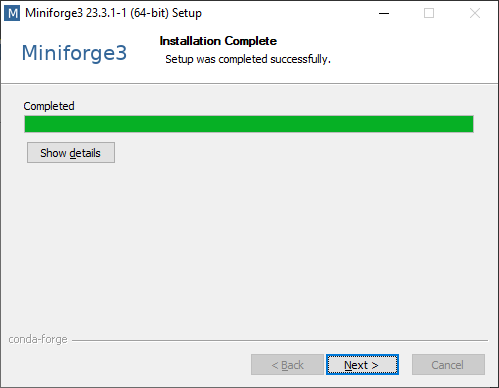 M Miniforge3 23.3.1-1 (64-bit) Setup
Miniforge3
Installation Complete
Setup was completed successfully.
Completed
Show details
conda-forge
< Back
Next >
Cancel